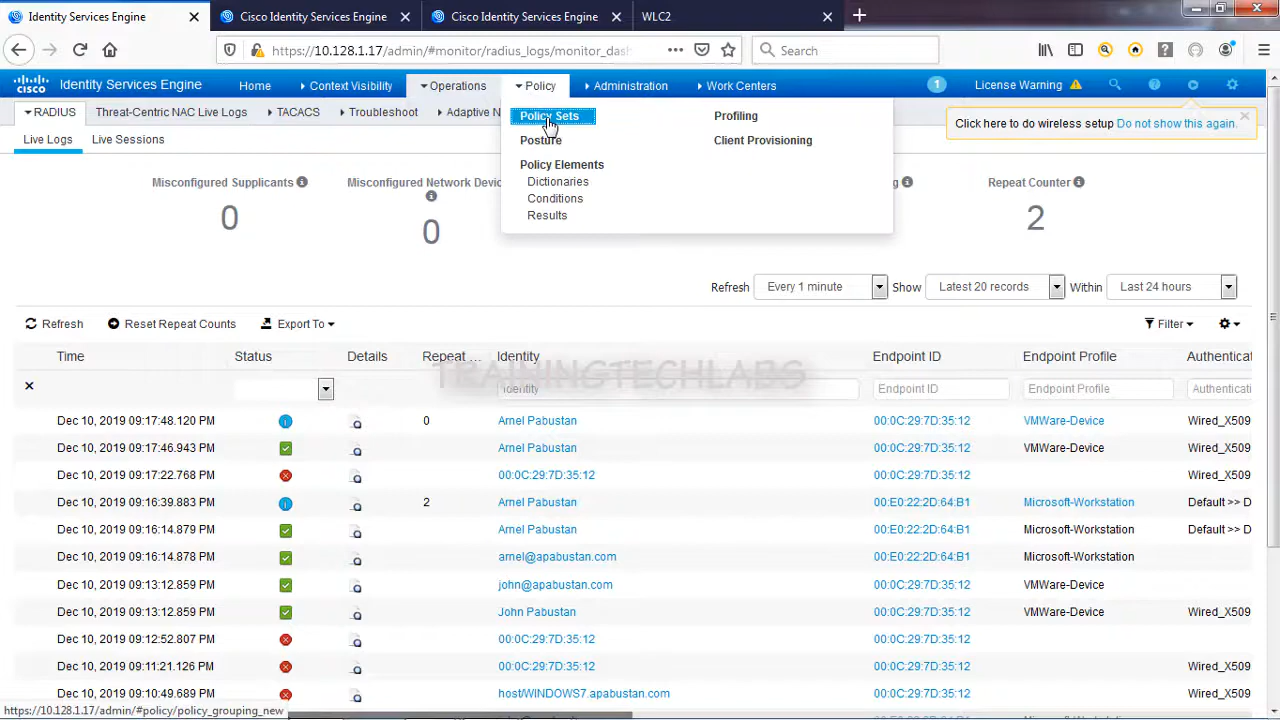 Identity Services Engine
Cisco Identity Services Engine
Cisco Identity Services Engine
WLC2
https://10.128.1.17/admin/#monitor/radius_logs/monitor_dash
Search
CISCO
Identity Services Engine
Home
Context Visibility
Operations
Policy
Administration
Work Centers
1
License Warning
RADIUS
Threat-Centric NAC Live Logs
TACACS
Troubleshoot
Adaptive N
Click here to do wireless setup Do not show this again.
Live Logs
Live Sessions
Policy Sets
Profiling
Posture
Client Provisioning
Policy Elements
Dictionaries
Conditions
Results
Misconfigured Supplicants
Misconfigured Network Devic
g
Repeat Counter
0
0
2
Refresh
Every 1 minute
Show
Latest 20 records
Within
Last 24 hours
Refresh
Reset Repeat Counts
Export To
Filter
Time
Status
Details
Repeat ...
Identity
Endpoint ID
Endpoint Profile
Authenticat
TRAININGTECHLABS
Identity
Endpoint ID
Endpoint Profile
Authenticati
Dec 10, 2019 09:17:48.120 PM 0 Arnel Pabustan 00:0C:29:7D:35:12 VMWare-Device Wired_X509
Dec 10, 2019 09:17:46.943 PM Arnel Pabustan 00:0C:29:7D:35:12 VMWare-Device Wired_X509
Dec 10, 2019 09:17:22.768 PM 00:0C:29:7D:35:12 00:0C:29:7D:35:12 Wired_X509
Dec 10, 2019 09:16:39.883 PM 2 Arnel Pabustan 00:E0:22:2D:64:B1 Microsoft-Workstation Default >> D
Dec 10, 2019 09:16:14.879 PM Arnel Pabustan 00:E0:22:2D:64:B1 Microsoft-Workstation Default >> D
Dec 10, 2019 09:16:14.878 PM arnel@apabustan.com 00:E0:22:2D:64:B1 Microsoft-Workstation
Dec 10, 2019 09:13:12.859 PM john@apabustan.com 00:0C:29:7D:35:12 VMWare-Device
Dec 10, 2019 09:13:12.859 PM John Pabustan 00:0C:29:7D:35:12 VMWare-Device Wired_X509
Dec 10, 2019 09:12:52.807 PM 00:0C:29:7D:35:12 00:0C:29:7D:35:12
Dec 10, 2019 09:11:21.126 PM 00:0C:29:7D:35:12 00:0C:29:7D:35:12 Wired_X509
Dec 10, 2019 09:10:49.689 PM host/WINDOWS7.apabustan.com 00:0C:29:7D:35:12 Wired_X509
https://10.128.1.17/admin/#policy/policy_grouping_new